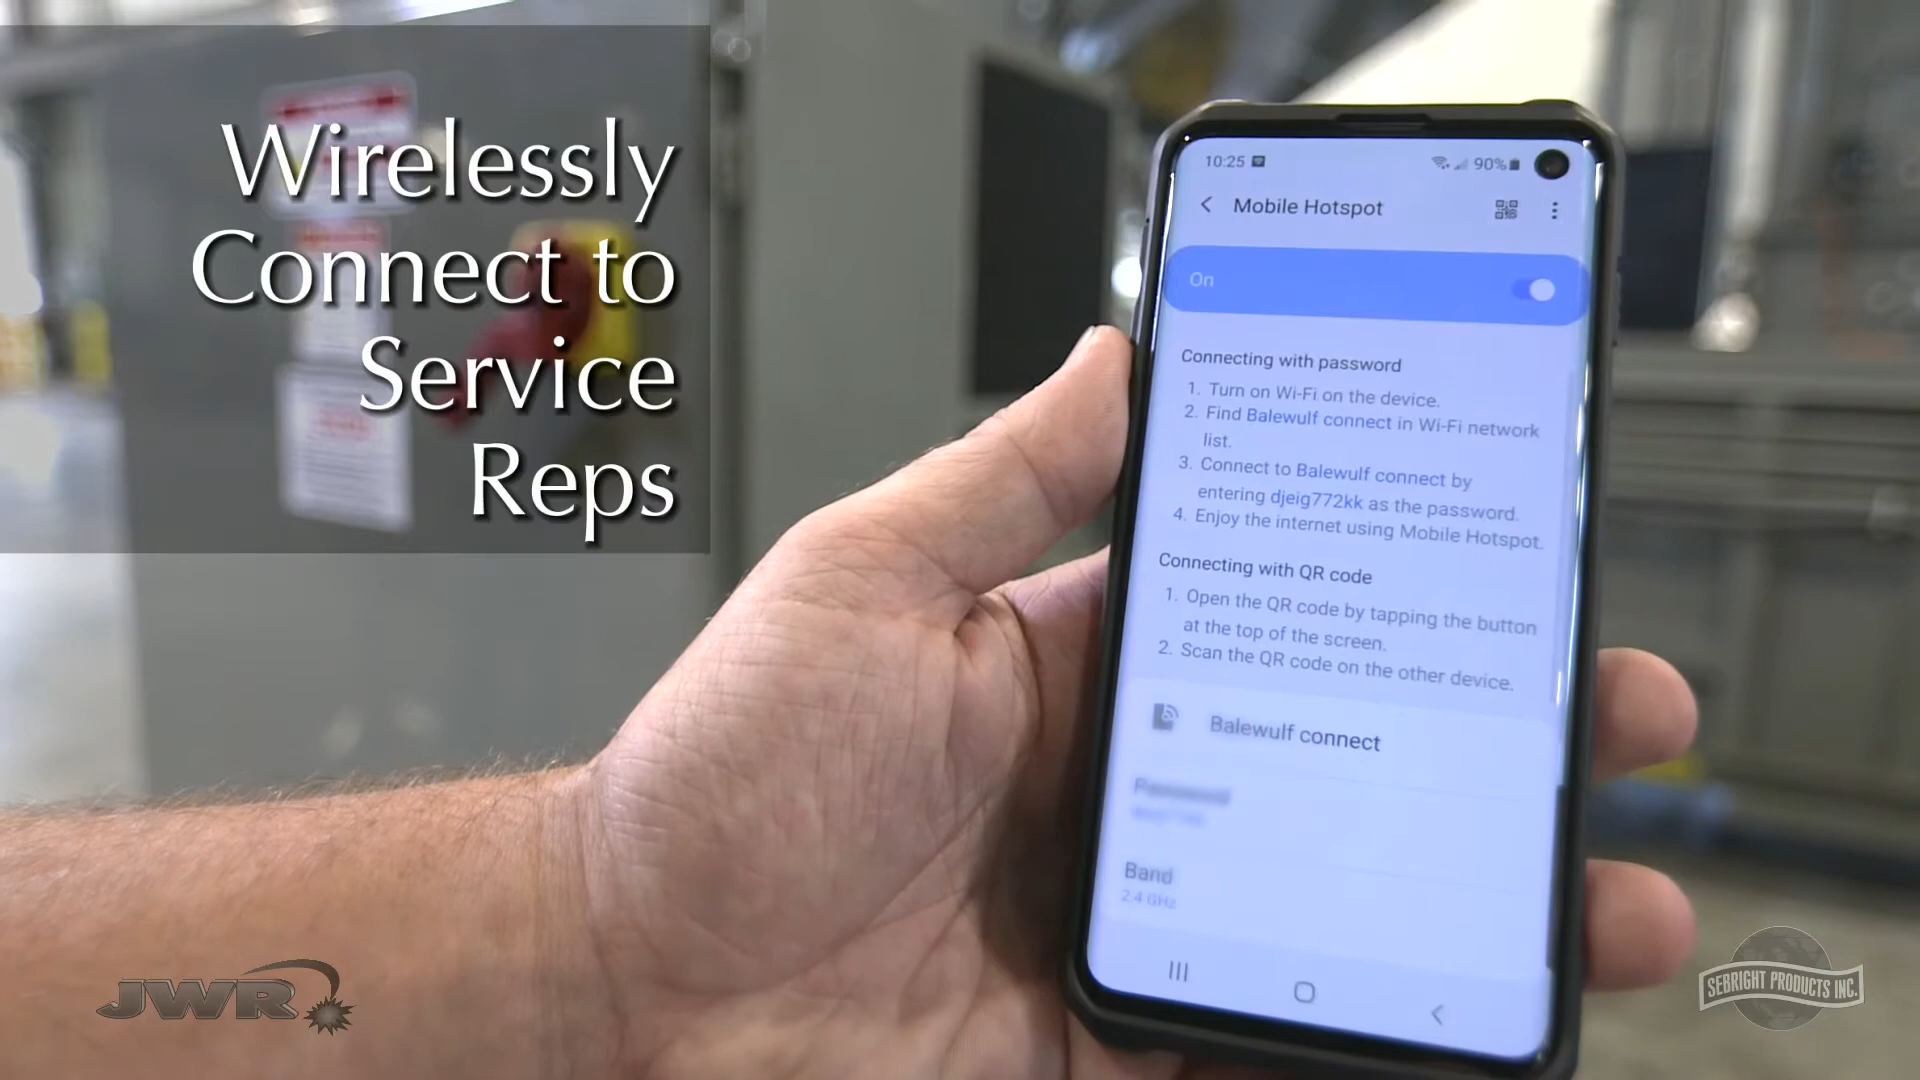 Wirelessly
Connect to
Service
Reps
10:25
90%
Mobile Hotspot
On
Connecting with password
1. Turn on Wi-Fi on the device.
2. Find Balewulf connect in Wi-Fi network
list.
3. Connect to Balewulf connect by
entering djeig772kk as the password.
4. Enjoy the internet using Mobile Hotspot.
Connecting with QR code
1. Open the QR code by tapping the button
at the top of the screen.
2. Scan the QR code on the other device.
Balewulf connect
Password
Band
2.4 GHz
JWR
SEBRIGHT PRODUCTS INC.